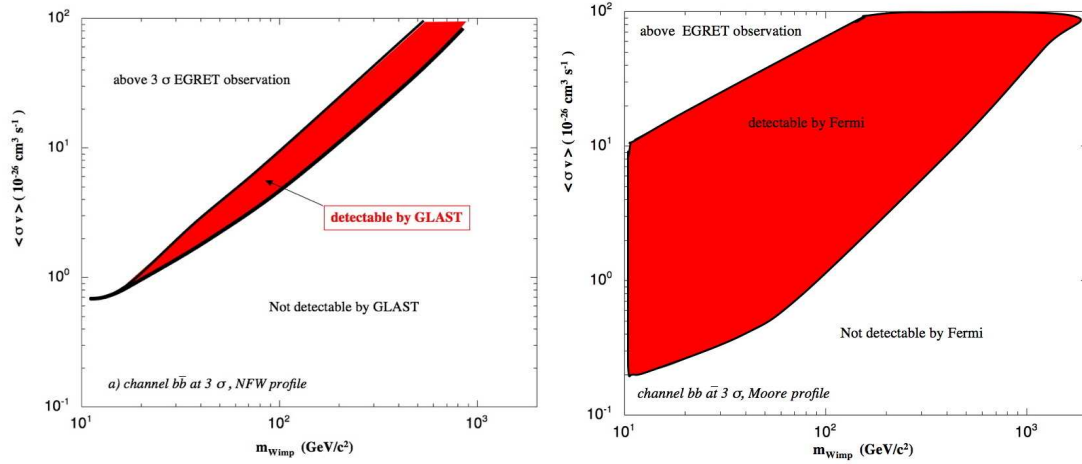 10²
above 3 σ EGRET observation
10¹
detectable by GLAST
10⁰
Not detectable by GLAST
a) channel bb̄ at 3 σ , NFW profile
10⁻¹
10¹
10²
10³
m_Wimp (GeV/c²)
< σ v > ( 10⁻²⁶ cm³ s⁻¹ )
10²
above EGRET observation
detectable by Fermi
10¹
10⁰
Not detectable by Fermi
channel bb at̄ 3 σ, Moore profile
10⁻¹
10¹
10²
10³
m_Wimp (GeV/c²)
< σ v > ( 10⁻²⁶ cm³ s⁻¹ )